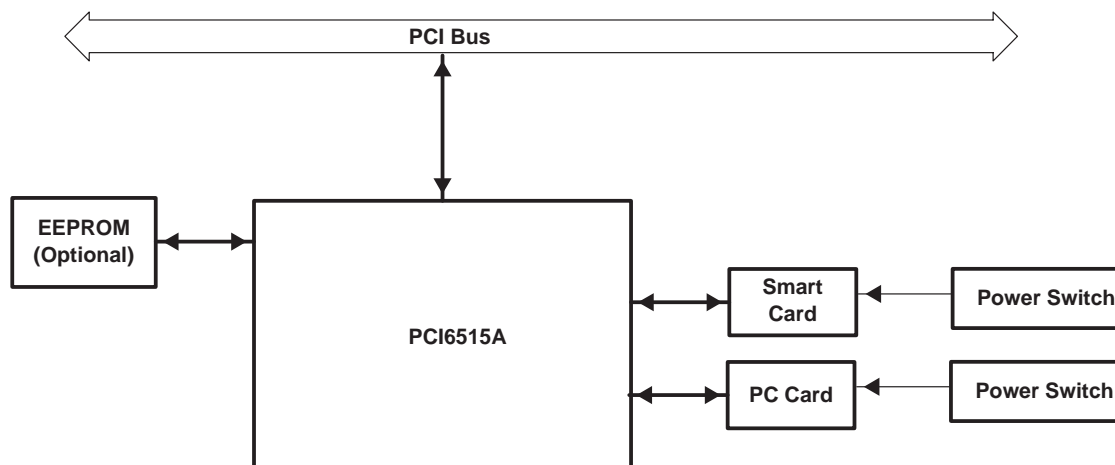 PCI Bus
EEPROM
(Optional)
PCI6515A
Smart
Card
Power Switch
PC Card
Power Switch